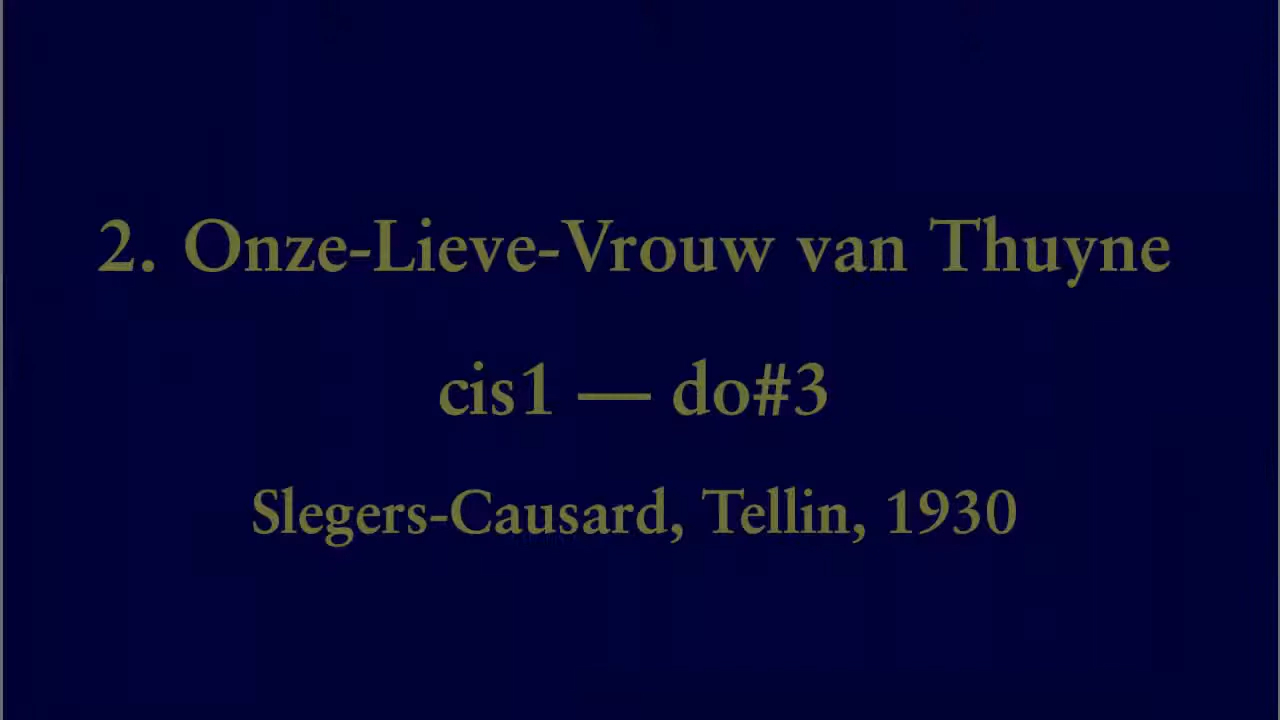 2. Onze-Lieve-Vrouw van Thuyne
cis1 — do#3
Slegers-Causard, Tellin, 1930